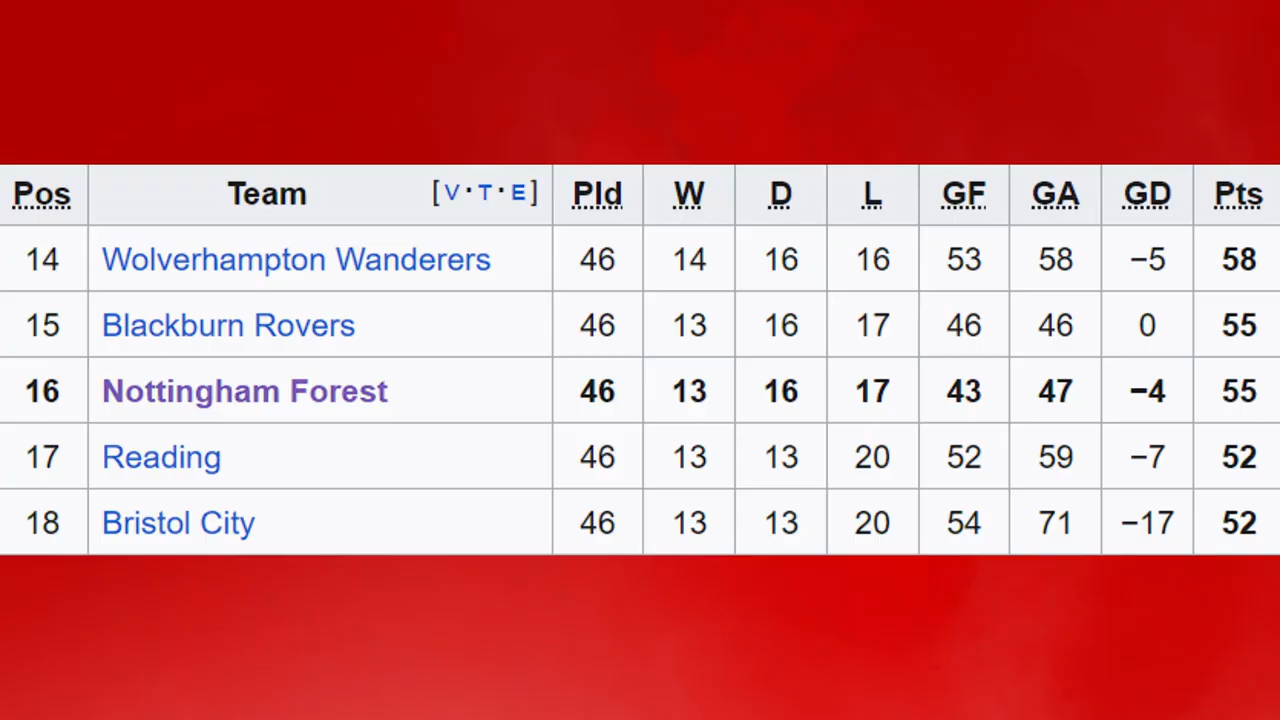 Pos Team [V·T·E] Pld W D L GF GA GD Pts
14 Wolverhampton Wanderers 46 14 16 16 53 58 −5 58
15 Blackburn Rovers 46 13 16 17 46 46 0 55
16 Nottingham Forest 46 13 16 17 43 47 −4 55
17 Reading 46 13 13 20 52 59 −7 52
18 Bristol City 46 13 13 20 54 71 −17 52